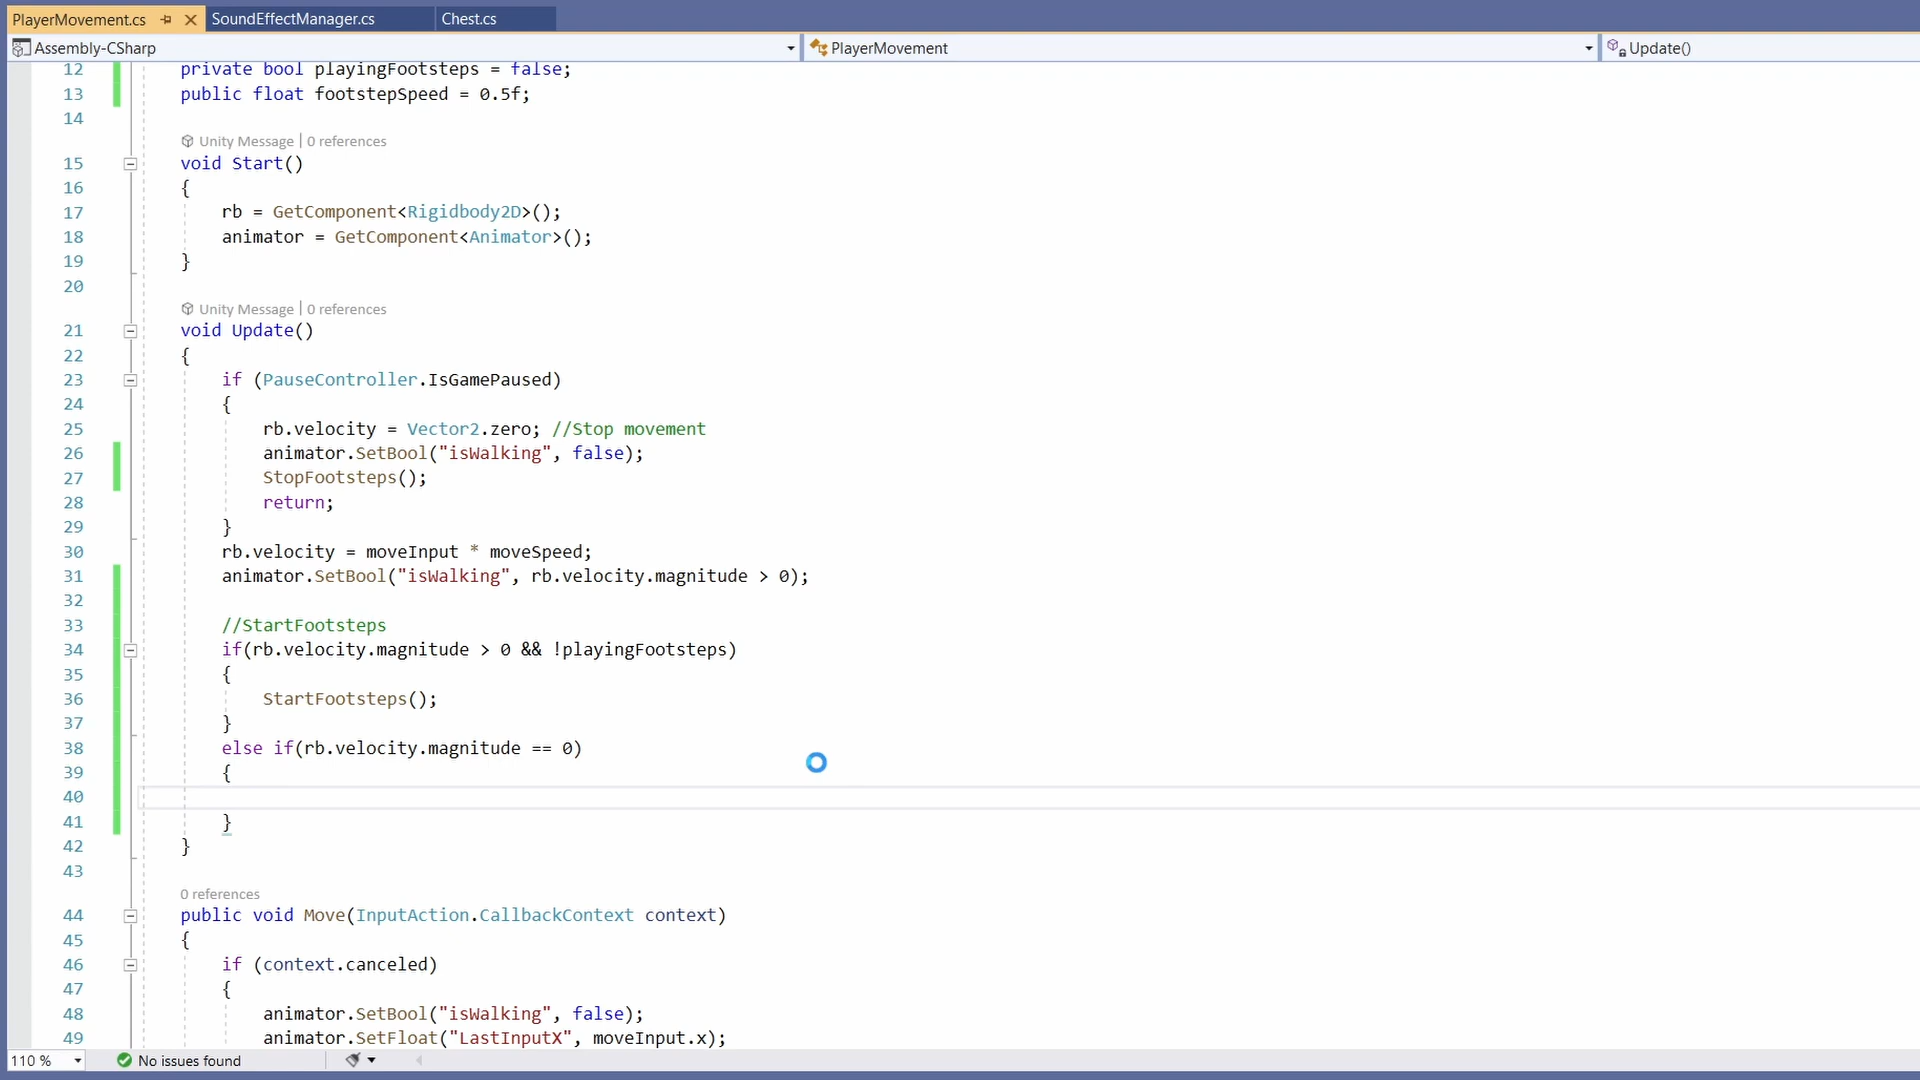 PlayerMovement.cs SoundEffectManager.cs Chest.cs
Assembly-CSharp PlayerMovement Update()
12 private bool playingFootsteps = false;
13 public float footstepSpeed = 0.5f;
14
Unity Message | 0 references
15 void Start()
16 {
17 rb = GetComponent<Rigidbody2D>();
18 animator = GetComponent<Animator>();
19 }
20
Unity Message | 0 references
21 void Update()
22 {
23 if (PauseController.IsGamePaused)
24 {
25 rb.velocity = Vector2.zero; //Stop movement
26 animator.SetBool("isWalking", false);
27 StopFootsteps();
28 return;
29 }
30 rb.velocity = moveInput * moveSpeed;
31 animator.SetBool("isWalking", rb.velocity.magnitude > 0);
32
33 //StartFootsteps
34 if(rb.velocity.magnitude > 0 && !playingFootsteps)
35 {
36 StartFootsteps();
37 }
38 else if(rb.velocity.magnitude == 0)
39 {
40
41 }
42 }
43
0 references
44 public void Move(InputAction.CallbackContext context)
45 {
46 if (context.canceled)
47 {
48 animator.SetBool("isWalking", false);
49 animator.SetFloat("LastInputX", moveInput.x);
110 % No issues found